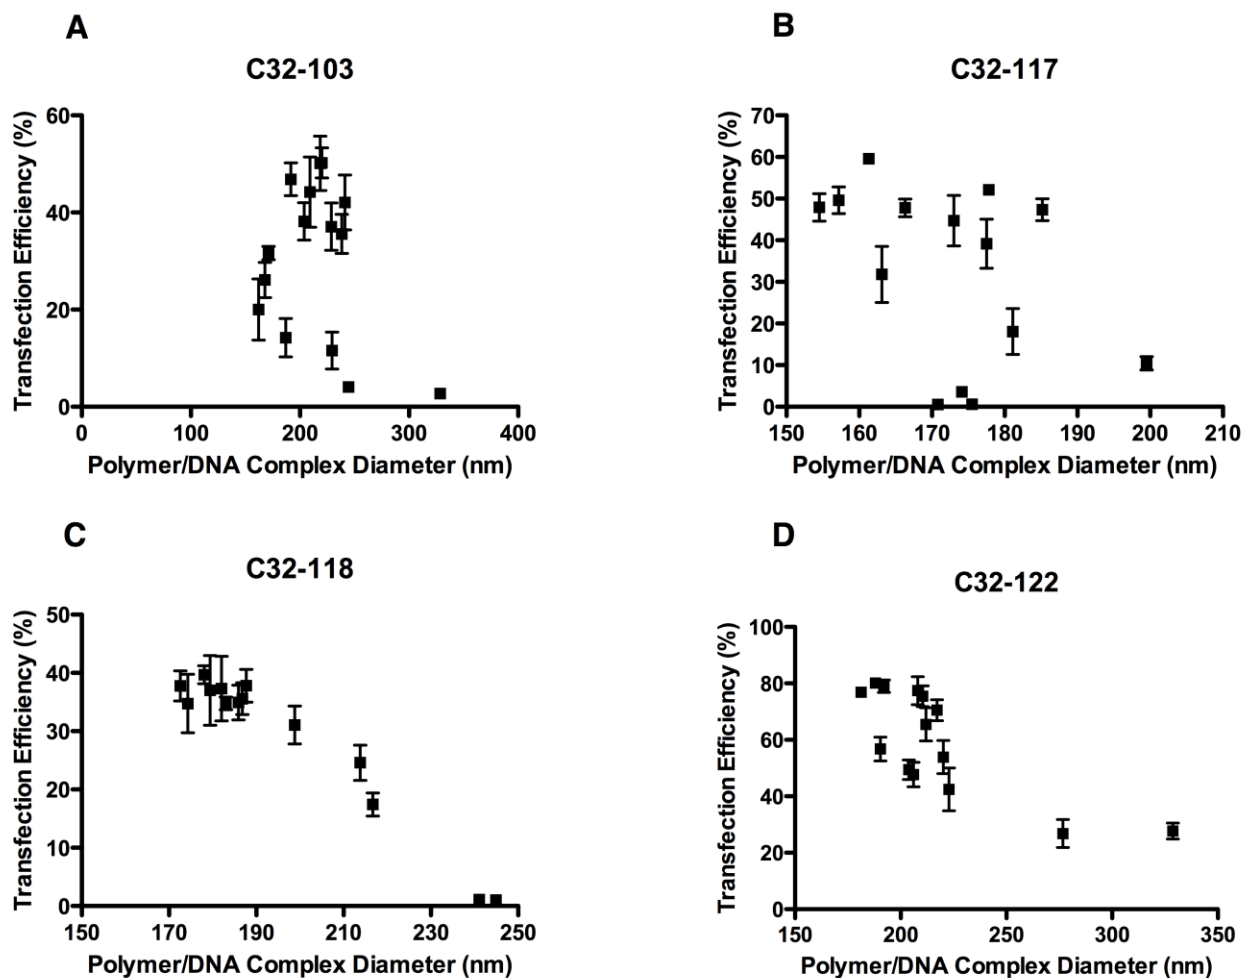 A
C32-103
Transfection Efficiency (%)
60
40
20
0
0 100 200 300 400
Polymer/DNA Complex Diameter (nm)
B
C32-117
Transfection Efficiency (%)
70
60
50
40
30
20
10
0
150 160 170 180 190 200 210
Polymer/DNA Complex Diameter (nm)
C
C32-118
Transfection Efficiency (%)
50
40
30
20
10
0
150 170 190 210 230 250
Polymer/DNA Complex Diameter (nm)
D
C32-122
Transfection Efficiency (%)
100
80
60
40
20
0
150 200 250 300 350
Polymer/DNA Complex Diameter (nm)